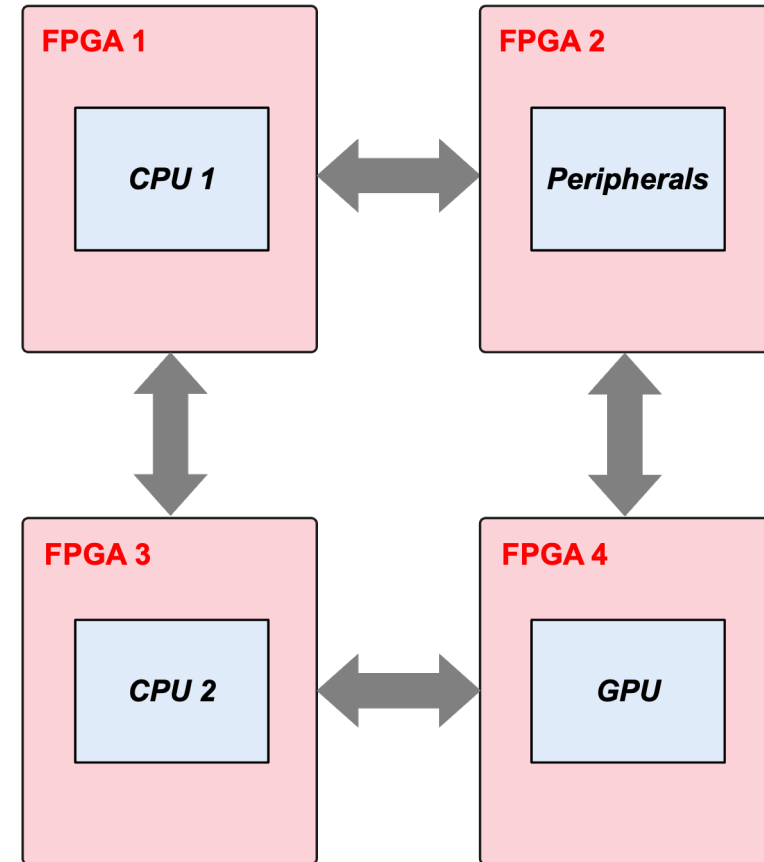 FPGA 1
CPU 1
FPGA 2
Peripherals
FPGA 3
CPU 2
FPGA 4
GPU